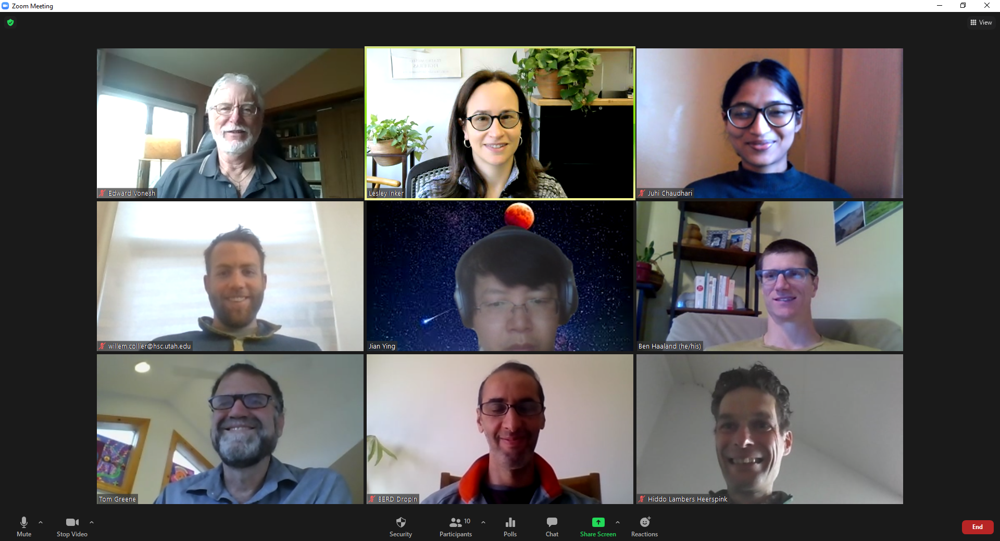 Zoom Meeting
View
Edward Vonesh
Lesley Inker
Juhi Chaudhari
willem.collier@hsc.utah.edu
Jian Ying
Ben Haaland (he/his)
Tom Greene
BERD DropIn
Hiddo Lambers Heerspink
Mute
Stop Video
Security
10
Participants
Polls
Chat
Share Screen
Reactions
End